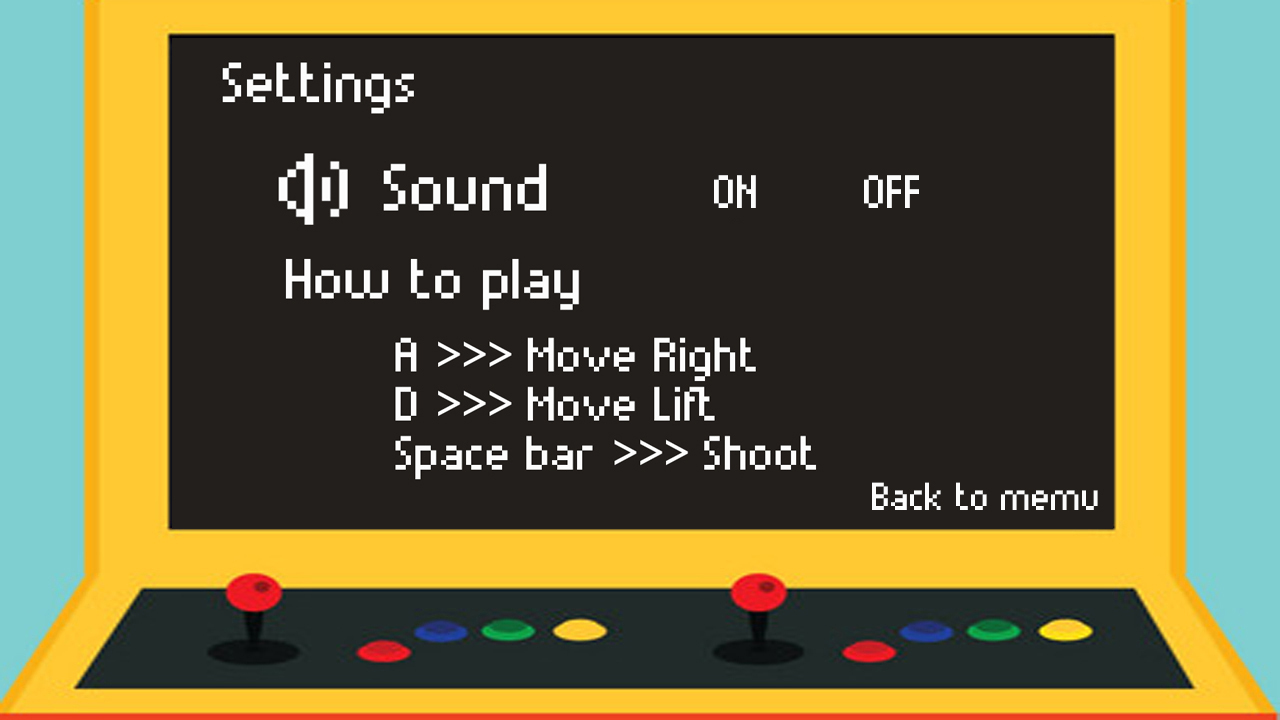 Settings
Sound ON OFF
How to play
A >>> Move Right
D >>> Move Lift
Space bar >>> Shoot
Back to memu